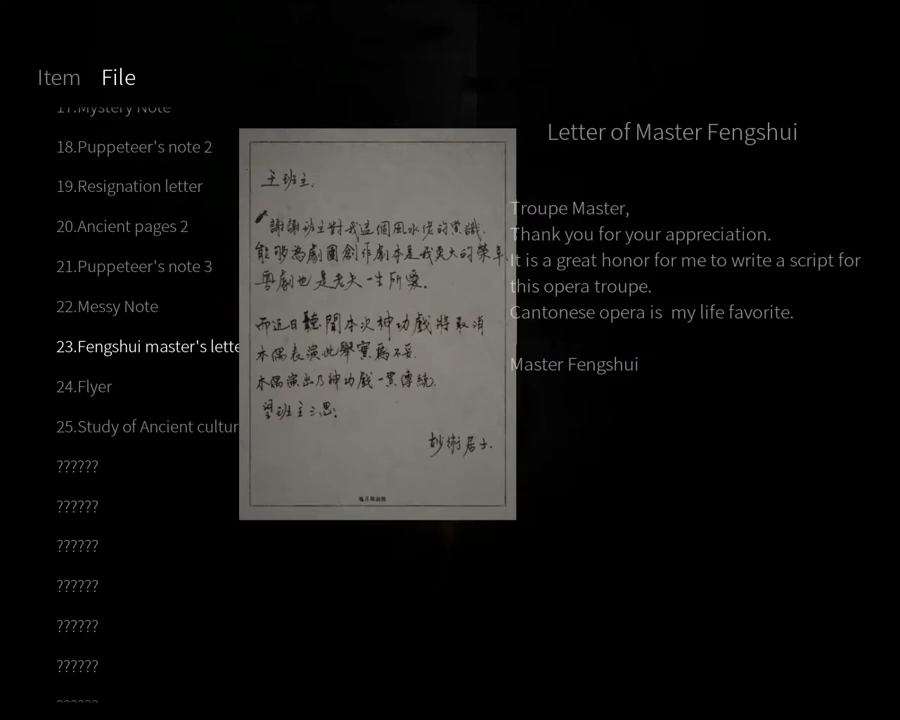 Item File
17.Mystery Note
18.Puppeteer's note 2
19.Resignation letter
20.Ancient pages 2
21.Puppeteer's note 3
22.Messy Note
23.Fengshui master's lette
24.Flyer
25.Study of Ancient cultur
??????
??????
??????
??????
??????
??????
??????
主班主.
謝謝班主對我這個風水佬的賞識.
能夠為劇團創作劇本是我莫大的榮幸.
粵劇也是老夫一生所愛.
而近日聽聞本次神功戲將取消
木偶表演此舉實為不妥.
木偶演出乃神功戲一貫傳統.
望班主三思.
妙術居士.
Letter of Master Fengshui
Troupe Master,
Thank you for your appreciation.
It is a great honor for me to write a script for
this opera troupe.
Cantonese opera is my life favorite.
Master Fengshui